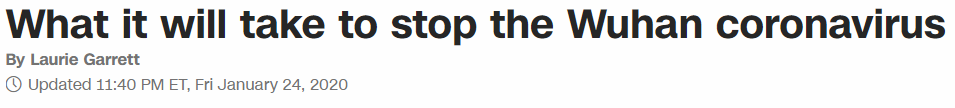 What it will take to stop the Wuhan coronavirus
By Laurie Garrett
Updated 11:40 PM ET, Fri January 24, 2020